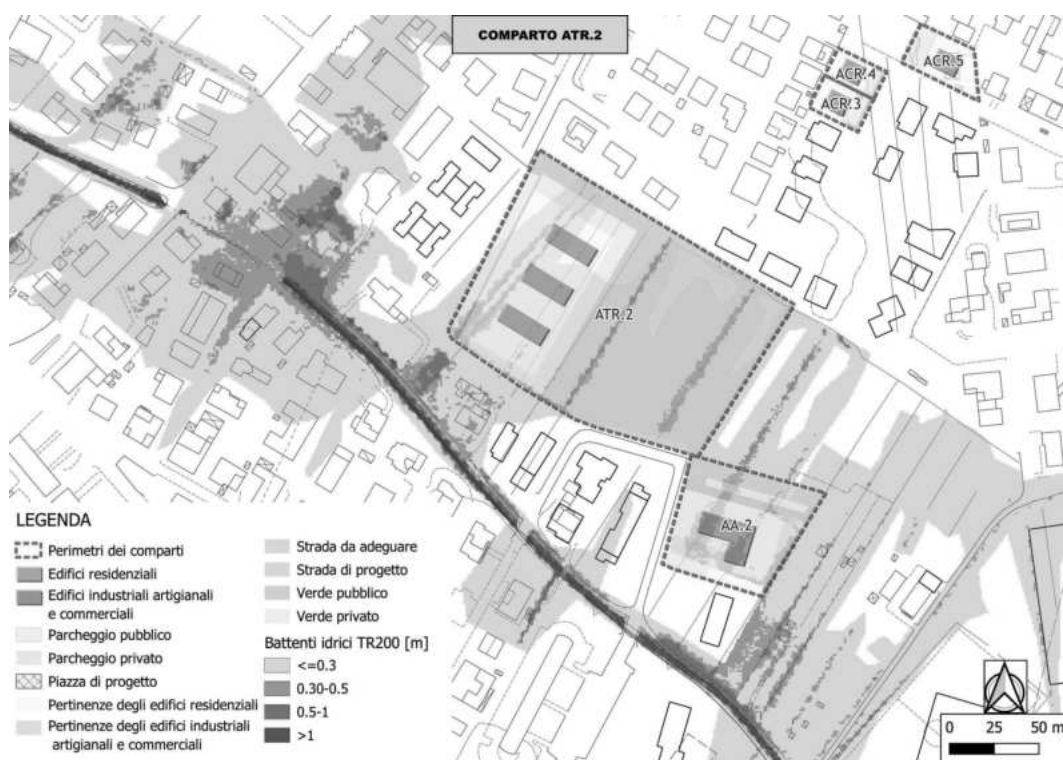 COMPARTO ATR.2
ACR.5
ACR.4
ACR.3
ATR.2
AA.2
LEGENDA
Perimetri dei comparti
Edifici residenziali
Edifici industriali artigianali
e commerciali
Parcheggio pubblico
Parcheggio privato
Piazza di progetto
Pertinenze degli edifici residenziali
Pertinenze degli edifici industriali
artigianali e commerciali
Strada da adeguare
Strada di progetto
Verde pubblico
Verde privato
Battenti idrici TR200 [m]
<=0.3
0.30-0.5
0.5-1
>1
0 25 50 m